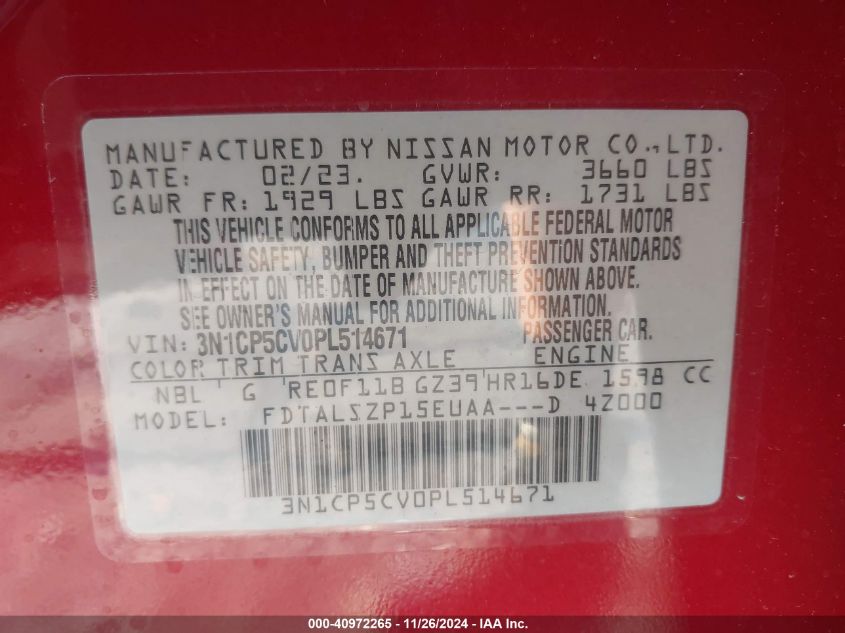 MANUFACTURED BY NISSAN MOTOR CO.,LTD.
DATE: 02/23. GVWR: 3660 LBS
GAWR FR: 1929 LBS GAWR RR: 1731 LBS
THIS VEHICLE CONFORMS TO ALL APPLICABLE FEDERAL MOTOR
VEHICLE SAFETY, BUMPER AND THEFT PREVENTION STANDARDS
IN EFFECT ON THE DATE OF MANUFACTURE SHOWN ABOVE.
SEE OWNER'S MANUAL FOR ADDITIONAL INFORMATION.
VIN: 3N1CP5CV0PL514671 PASSENGER CAR.
COLOR TRIM TRANS AXLE ENGINE
NBL G RE0F11B GZ39 HR16DE 1598 CC
MODEL: FDTALSZP15EUAA---D 4Z000
3N1CP5CV0PL514671
000-40972265 - 11/26/2024 - IAA Inc.